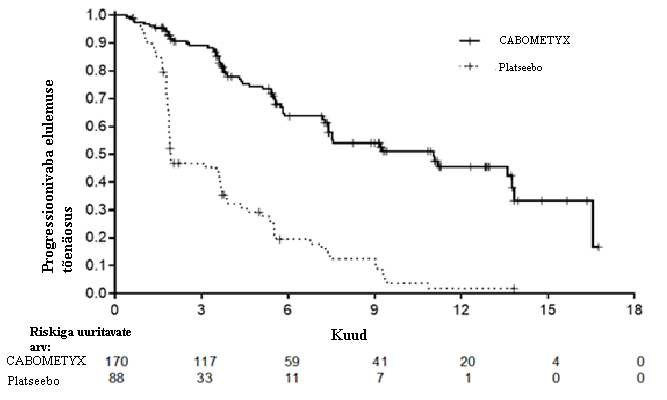 1.0
0.9
0.8
0.7
0.6
0.5
0.4
0.3
0.2
0.1
0.0
Progressioonivaba elulemuse
tõenäosus
CABOMETYX
Platseebo
0 3 6 9 12 15 18
Kuud
Riskiga uuritavate
arv:
CABOMETYX 170 117 59 41 20 4 0
Platseebo 88 33 11 7 1 0 0